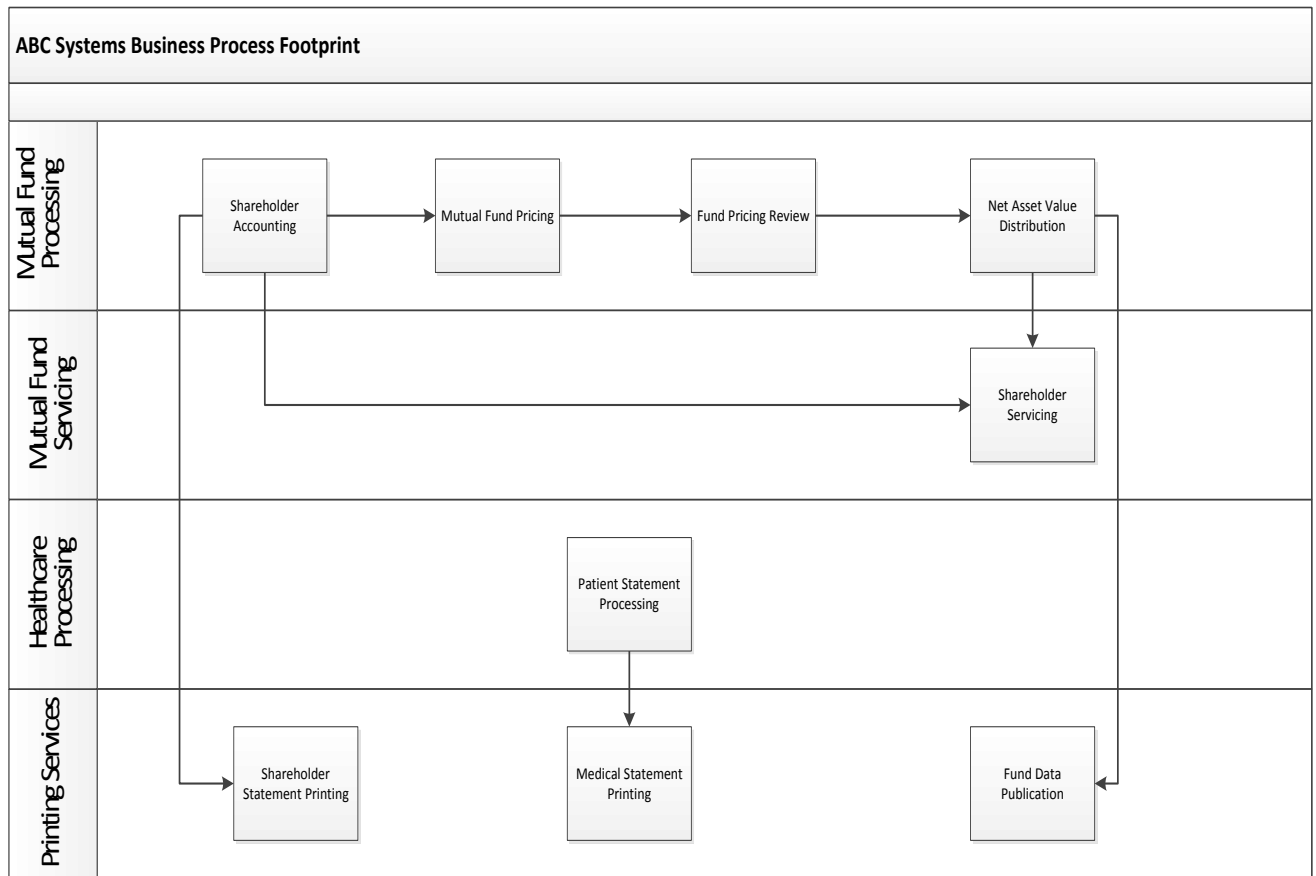 ABC Systems Business Process Footprint
Mutual Fund
Processing
Shareholder
Accounting
Mutual Fund Pricing
Fund Pricing Review
Net Asset Value
Distribution
Mutual Fund
Servicing
Shareholder
Servicing
Healthcare
Processing
Patient Statement
Processing
Printing Services
Shareholder
Statement Printing
Medical Statement
Printing
Fund Data
Publication